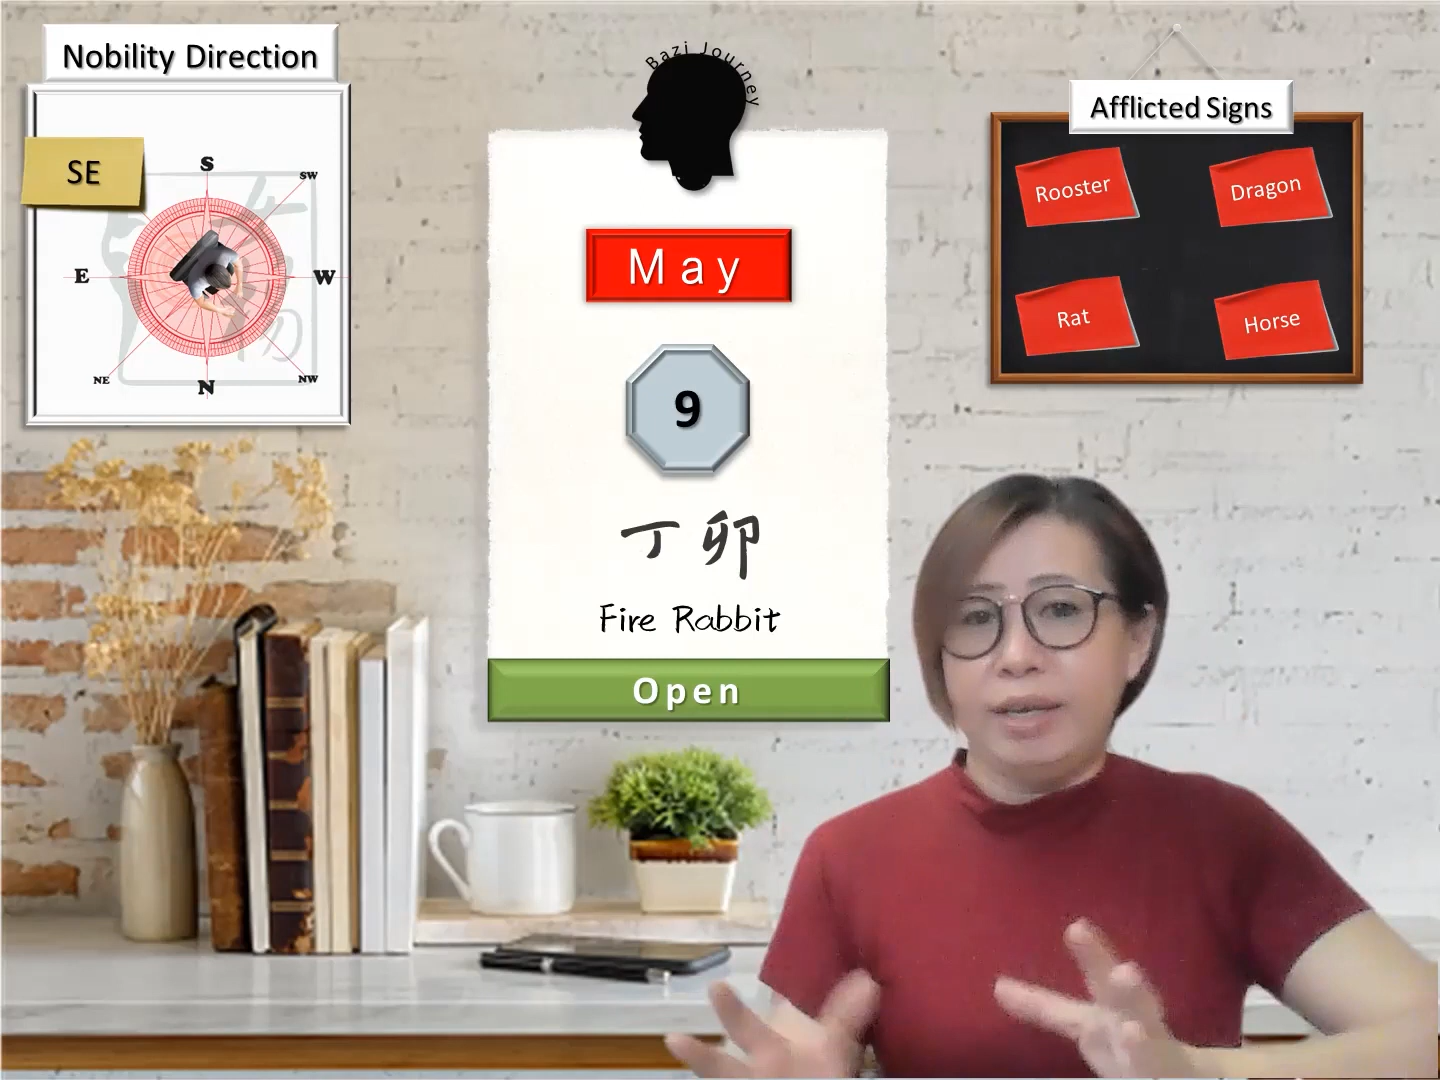 Nobility Direction
SE
S
SW
E
W
NE
N
NW
Bazi Journey
May
9
丁卯
Fire Rabbit
Open
Afflicted Signs
Rooster
Dragon
Rat
Horse